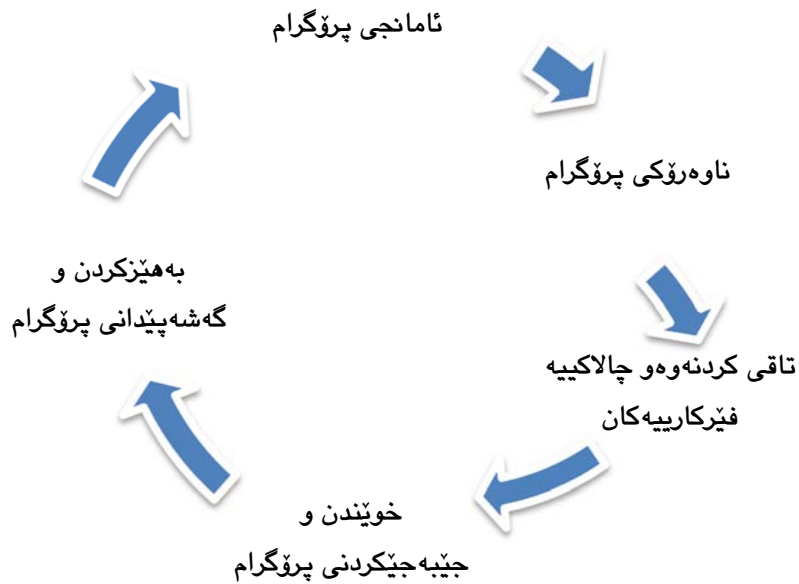 ئامانجی پرۆگرام
ناوەرۆکی پرۆگرام
تاقی کردنەوەو چالاکییە
فێرکارییەکان
خوێندن و
جێبەجێکردنی پرۆگرام
بەهێزکردن و
گەشەپێدانی پرۆگرام